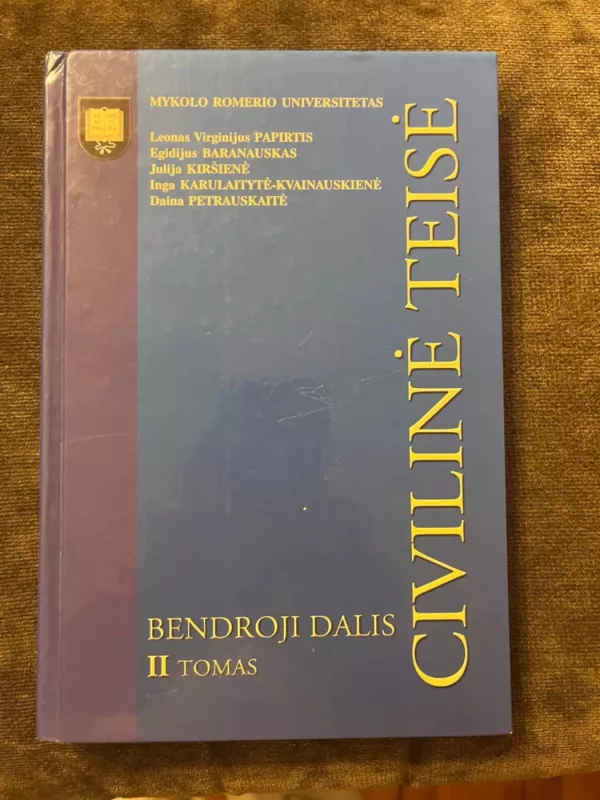 MYKOLO ROMERIO UNIVERSITETAS
Leonas Virginijus PAPIRTIS
Egidijus BARANAUSKAS
Julija KIRŠIENĖ
Inga KARULAITYTĖ-KVAINAUSKIENĖ
Daina PETRAUSKAITĖ
CIVILINĖ TEISĖ
BENDROJI DALIS
II TOMAS